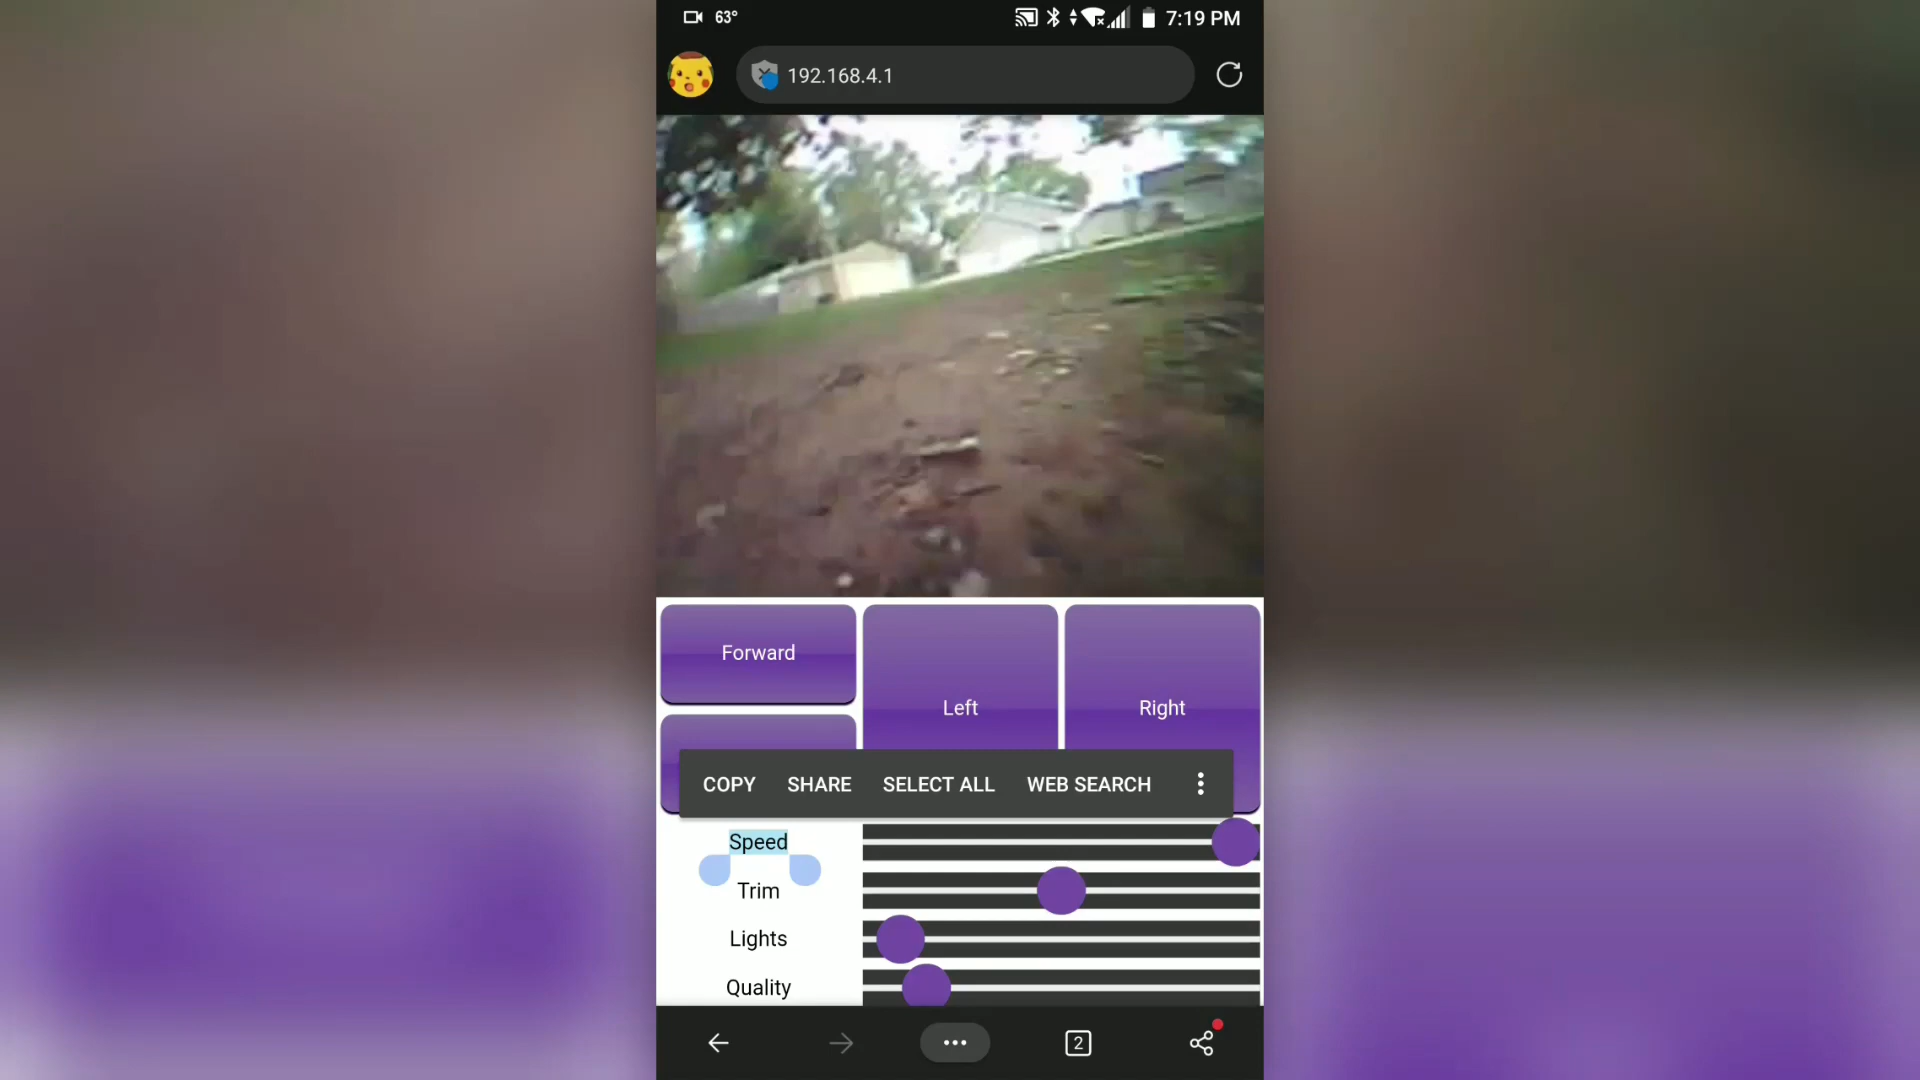 63° 7:19 PM
192.168.4.1
Forward
Left
Right
COPY SHARE SELECT ALL WEB SEARCH
Speed
Trim
Lights
Quality
2